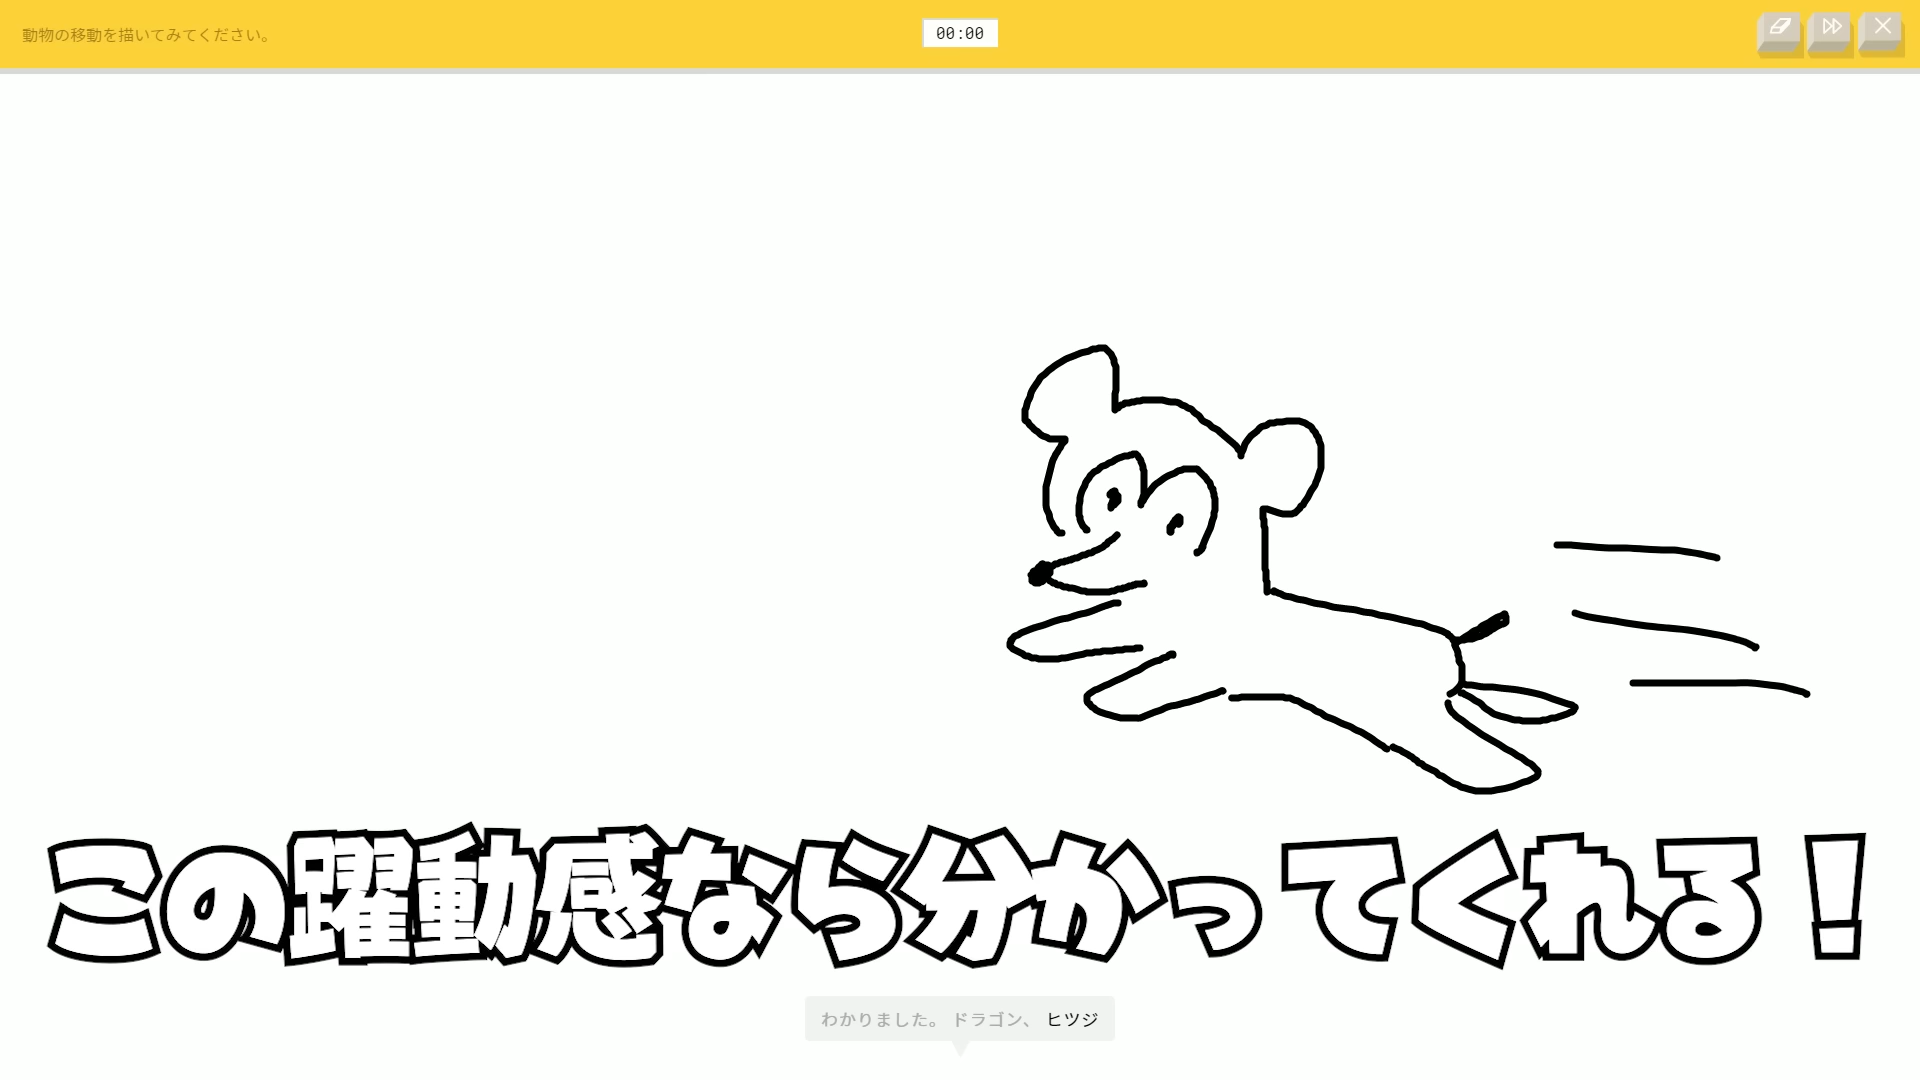 動物の移動を描いてみてください。
00:00
この躍動感なら分かってくれる！
わかりました。 ドラゴン、 ヒツジ